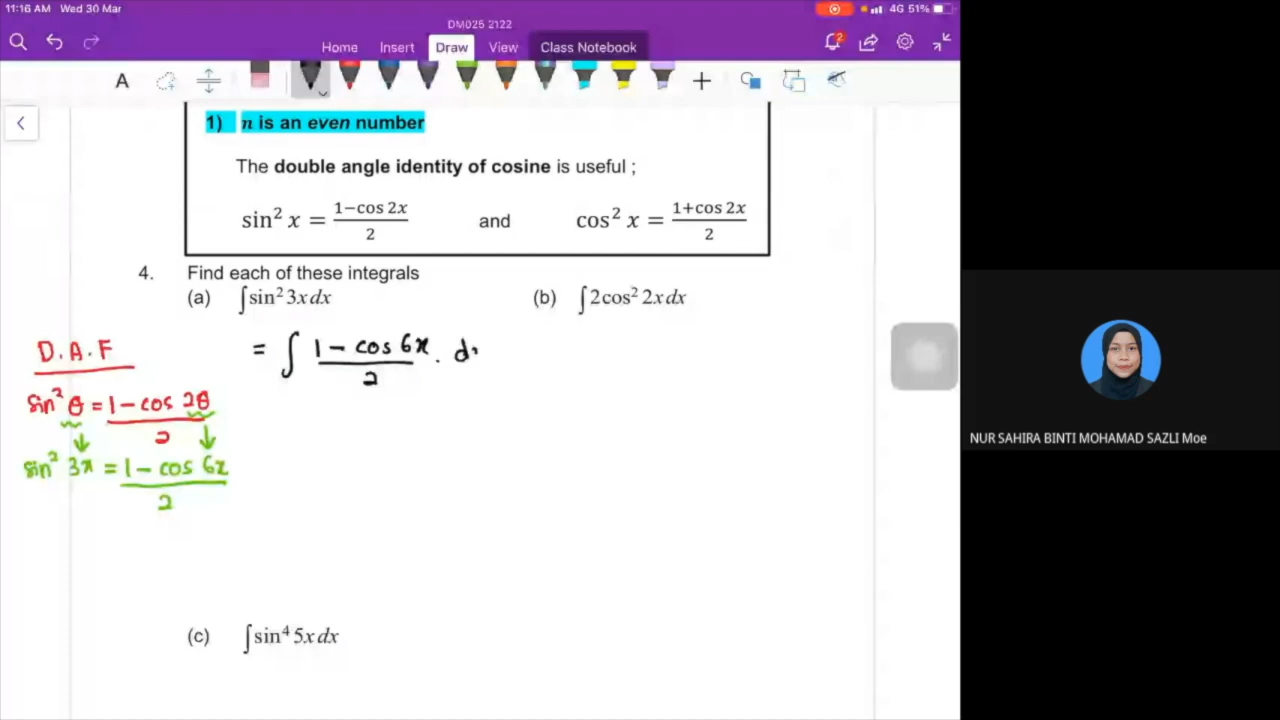 11:16 AM Wed 30 Mar
4G 51%
DM025 2122
Home Insert Draw View Class Notebook
2
A
1) n is an even number
The double angle identity of cosine is useful ;
sin² x = (1−cos 2x)/2 and cos² x = (1+cos 2x)/2
4. Find each of these integrals
(a) ∫sin² 3x dx (b) ∫2cos² 2x dx
= ∫ (1 − cos 6x)/2 . d
D.A.F
sin² θ = (1 − cos 2θ)/2
sin² 3x = (1 − cos 6x)/2
(c) ∫sin⁴ 5x dx
NUR SAHIRA BINTI MOHAMAD SAZLI Moe